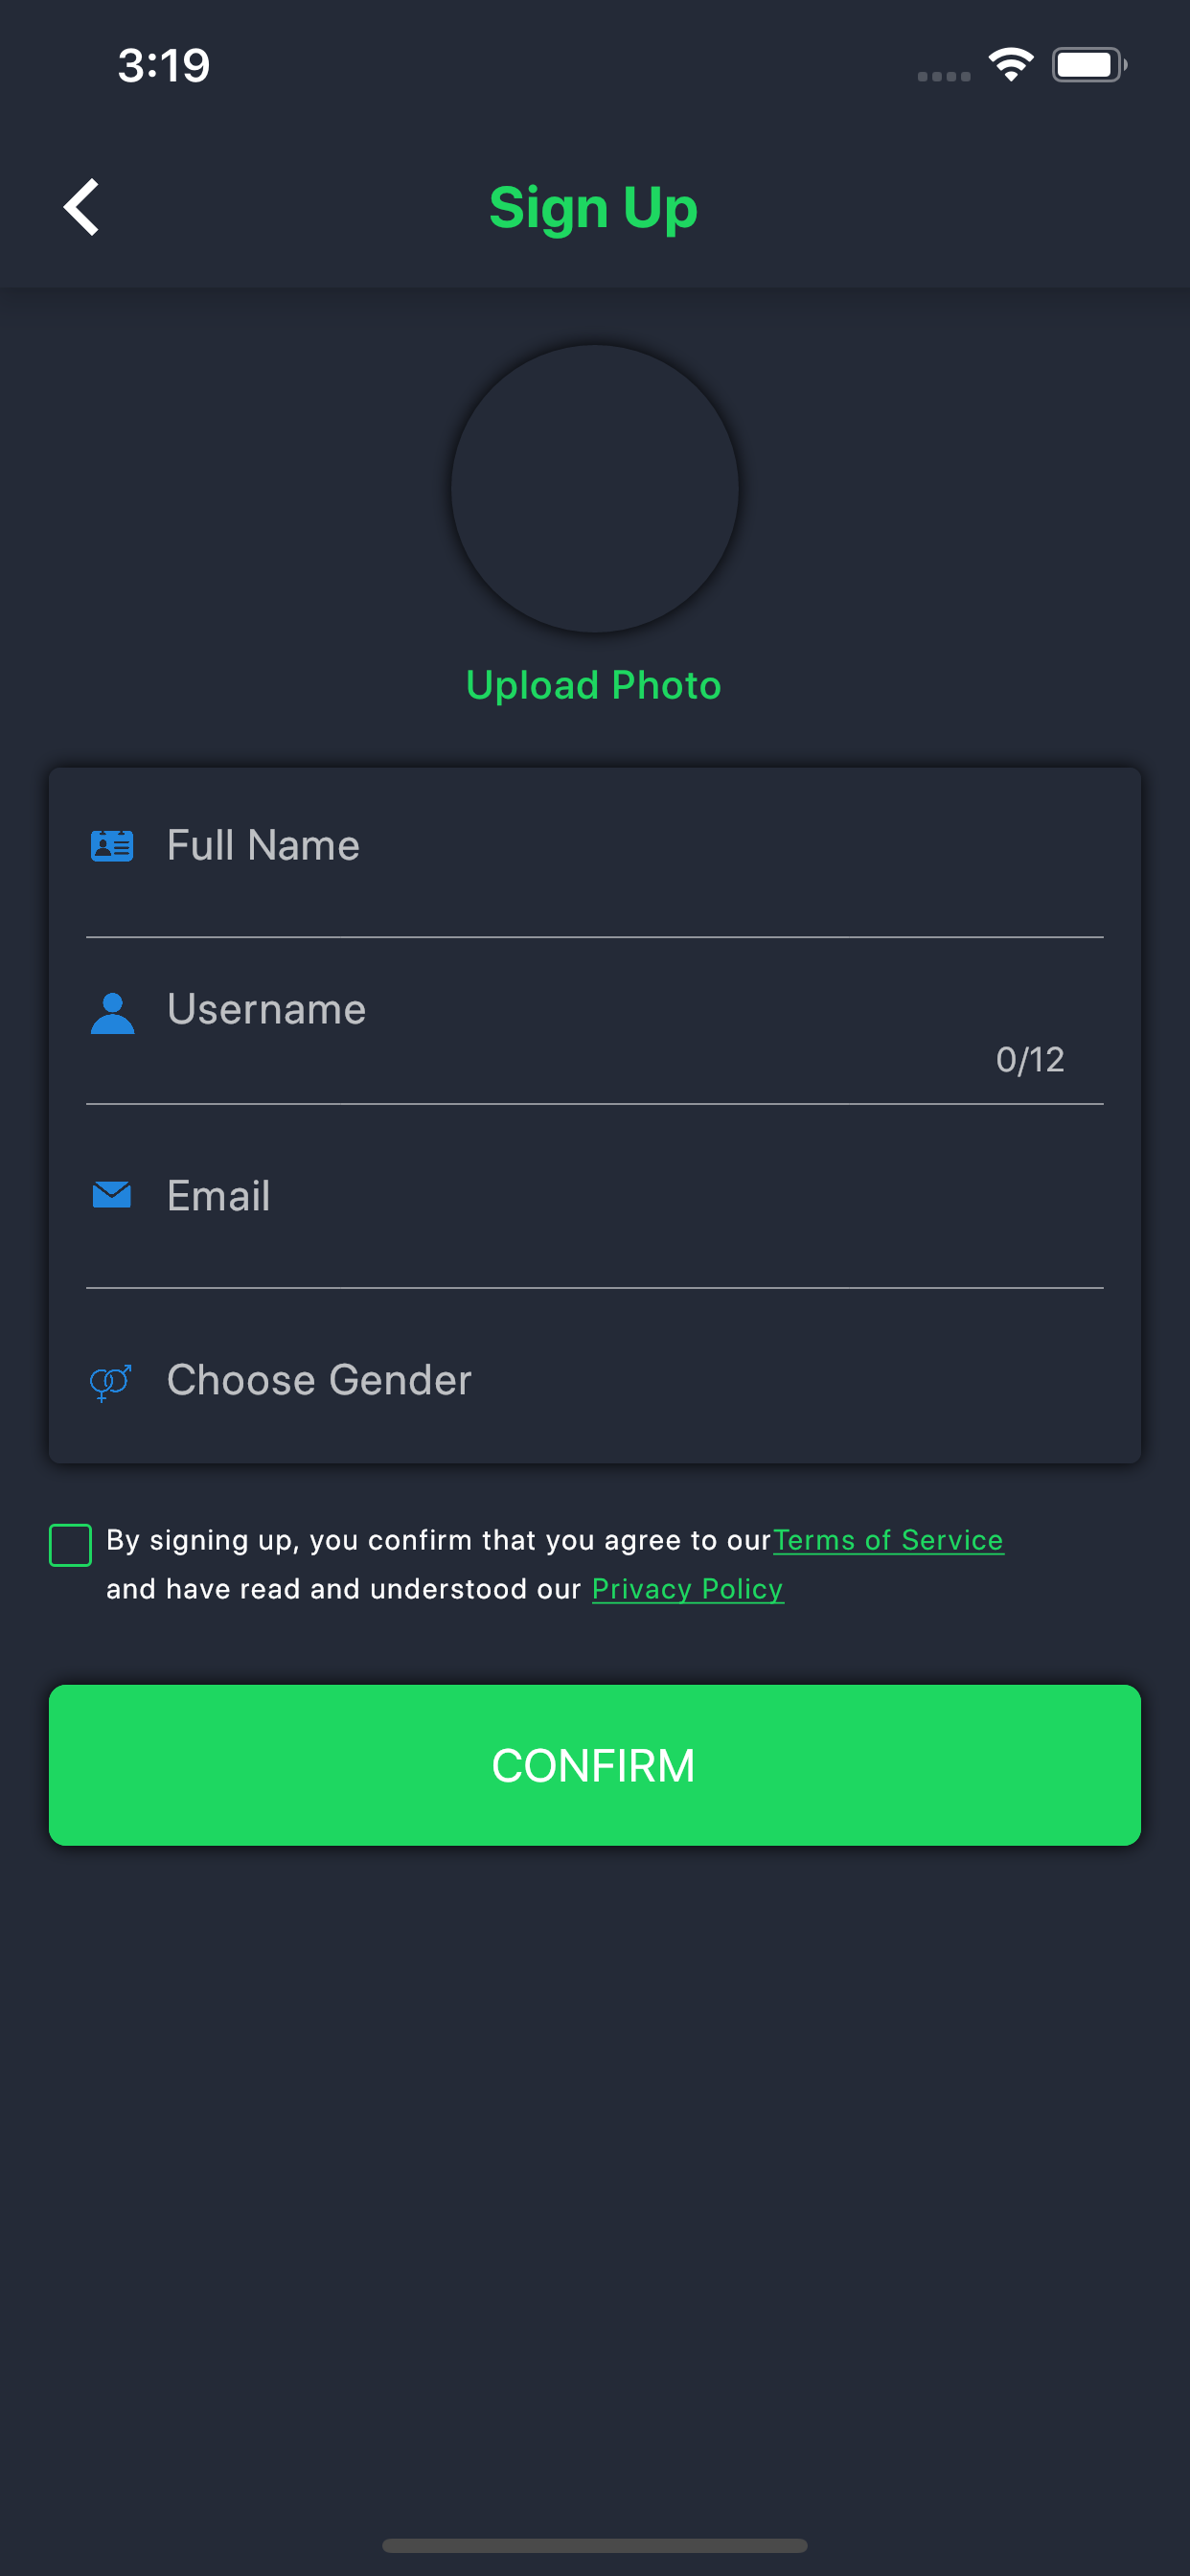 3:19
Sign Up
Upload Photo
Full Name
Username
0/12
Email
Choose Gender
By signing up, you confirm that you agree to ourTerms of Service
and have read and understood our Privacy Policy
CONFIRM